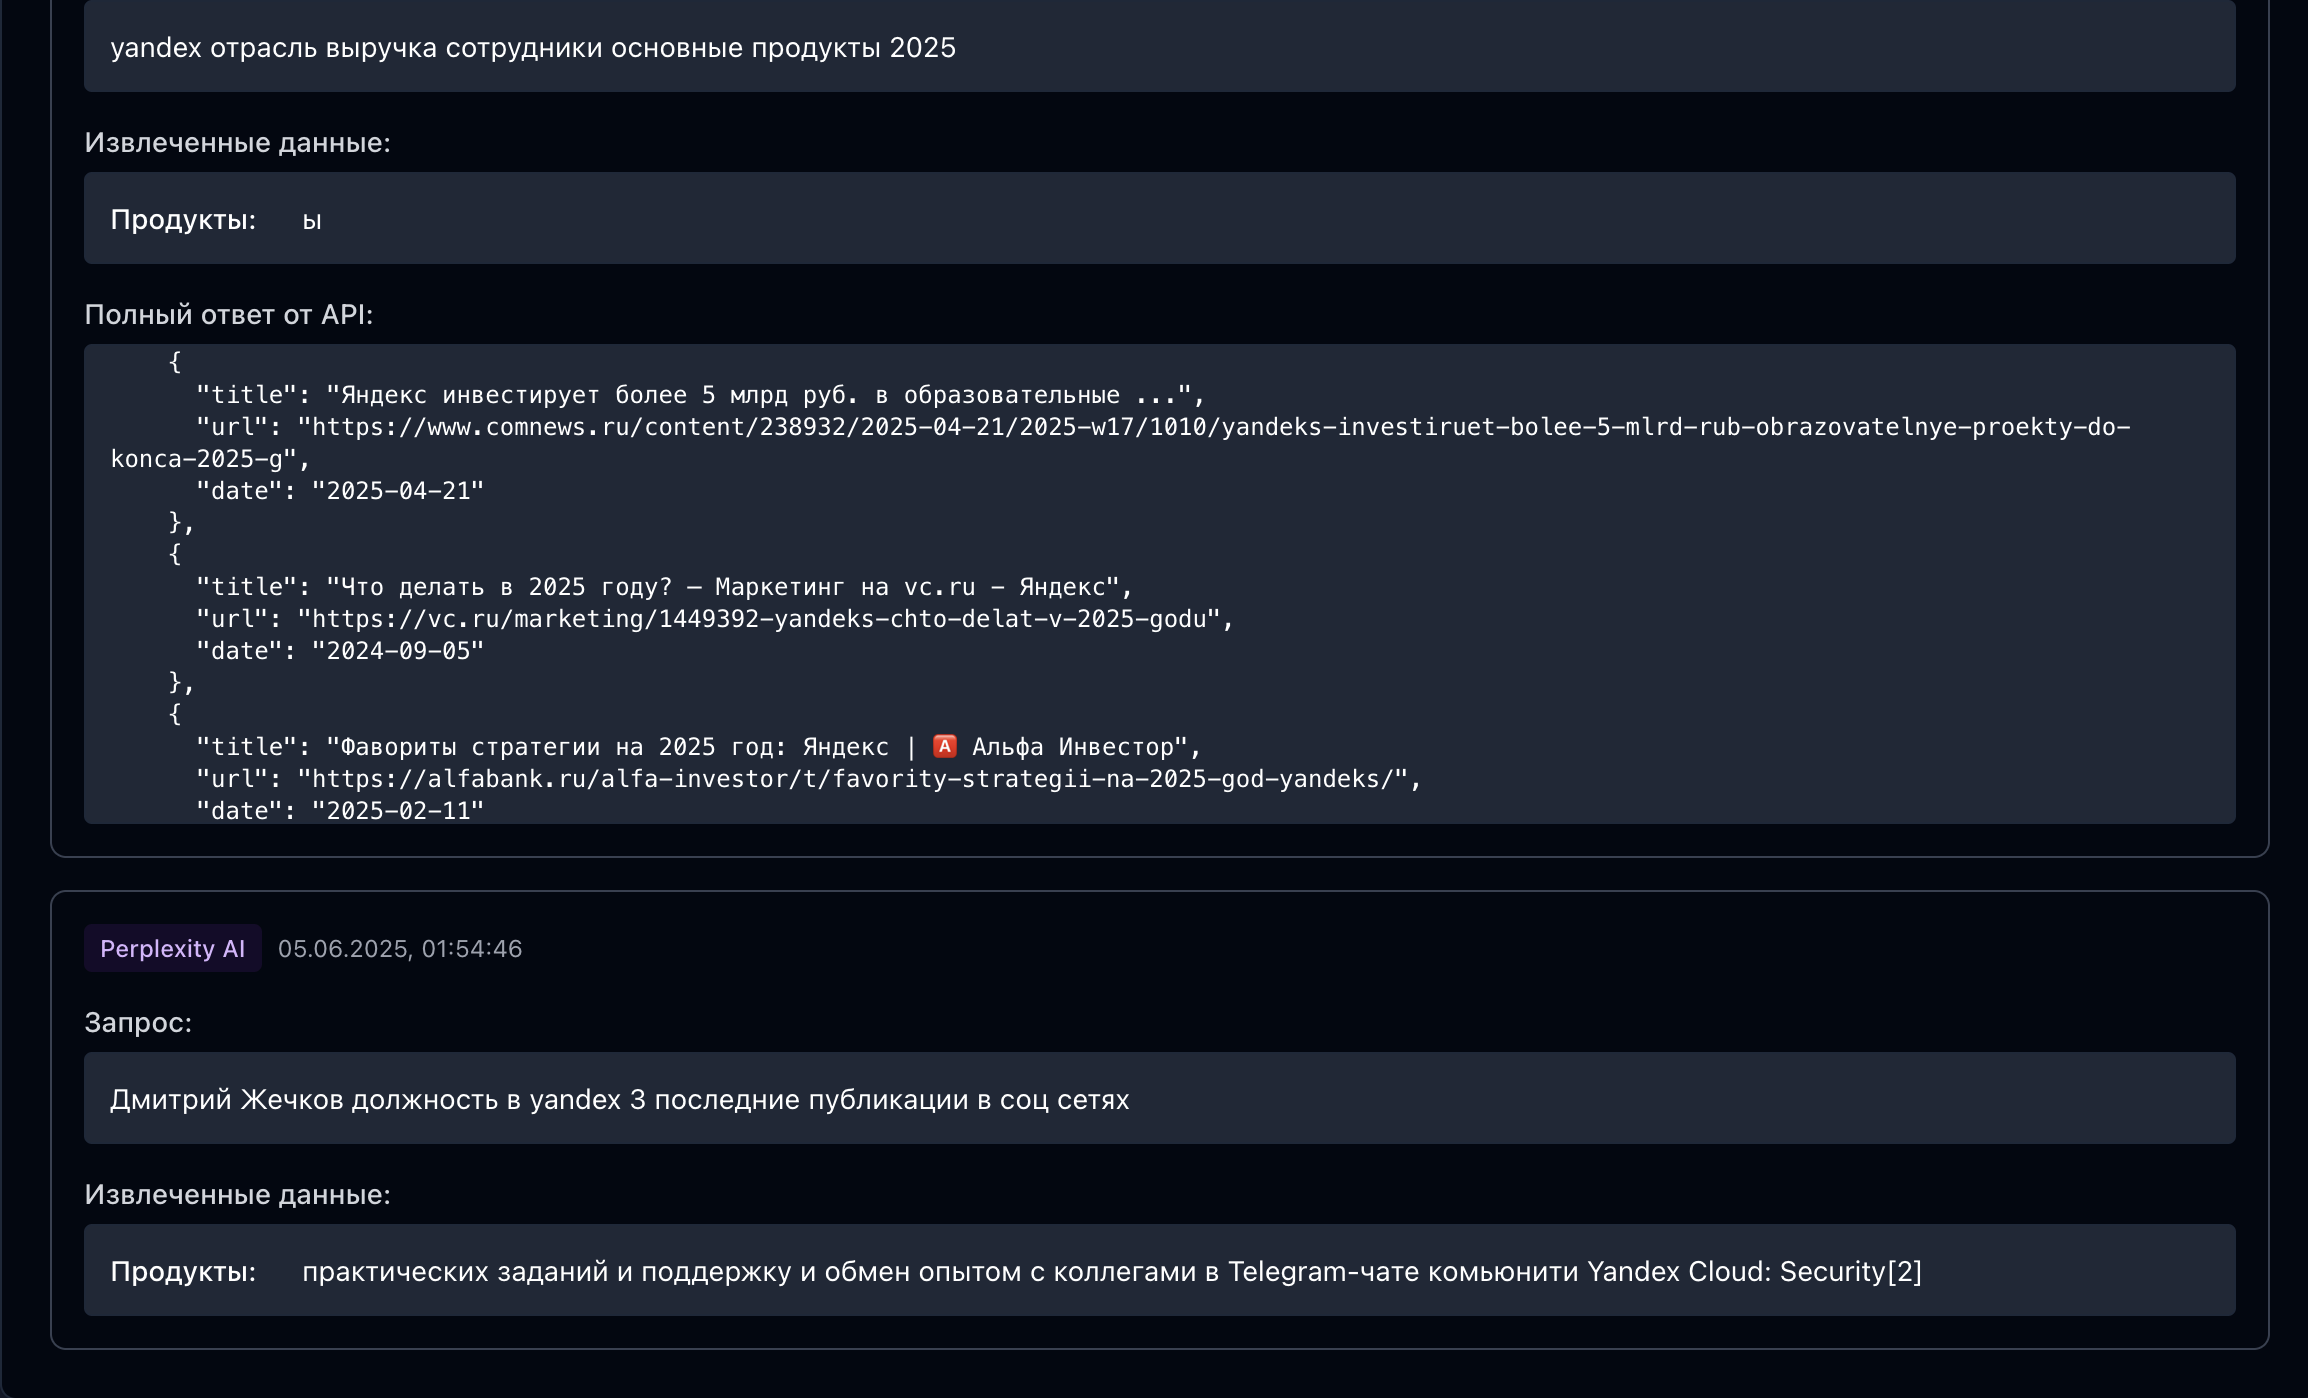 yandex отрасль выручка сотрудники основные продукты 2025
Извлеченные данные:
Продукты: ы
Полный ответ от API:
{
"title": "Яндекс инвестирует более 5 млрд руб. в образовательные ...",
"url": "https://www.comnews.ru/content/238932/2025-04-21/2025-w17/1010/yandeks-investiruet-bolee-5-mlrd-rub-obrazovatelnye-proekty-do-
konca-2025-g",
"date": "2025-04-21"
},
{
"title": "Что делать в 2025 году? — Маркетинг на vc.ru - Яндекс",
"url": "https://vc.ru/marketing/1449392-yandeks-chto-delat-v-2025-godu",
"date": "2024-09-05"
},
{
"title": "Фавориты стратегии на 2025 год: Яндекс | 🅰️ Альфа Инвестор",
"url": "https://alfabank.ru/alfa-investor/t/favority-strategii-na-2025-god-yandeks/",
"date": "2025-02-11"
Perplexity AI 05.06.2025, 01:54:46
Запрос:
Дмитрий Жечков должность в yandex 3 последние публикации в соц сетях
Извлеченные данные:
Продукты: практических заданий и поддержку и обмен опытом с коллегами в Telegram-чате комьюнити Yandex Cloud: Security[2]